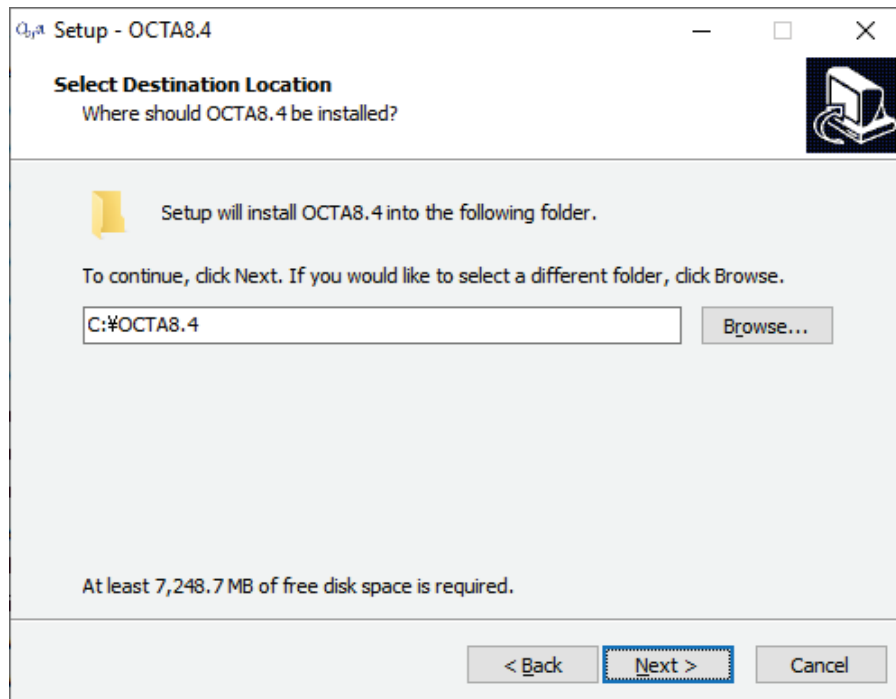 Setup - OCTA8.4
Select Destination Location
Where should OCTA8.4 be installed?
Setup will install OCTA8.4 into the following folder.
To continue, click Next. If you would like to select a different folder, click Browse.
C:¥OCTA8.4
Browse...
At least 7,248.7 MB of free disk space is required.
< Back
Next >
Cancel